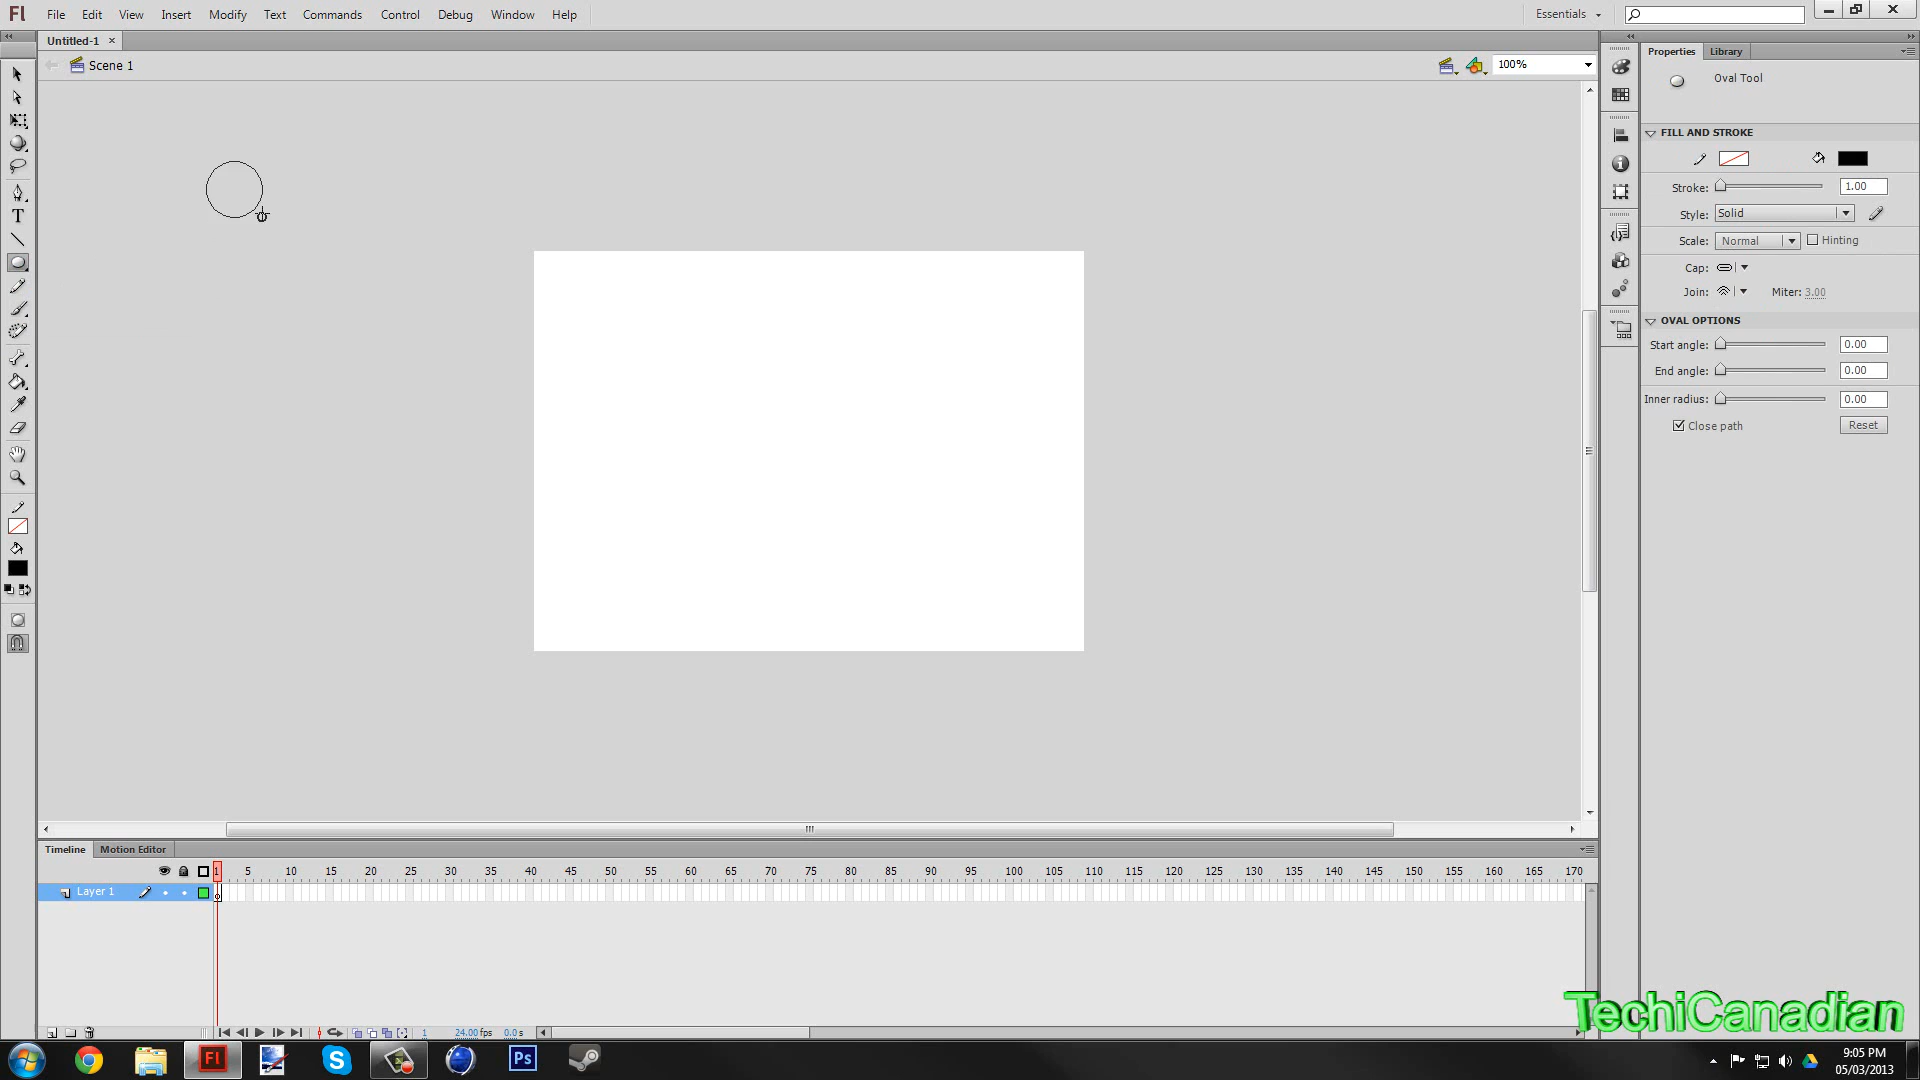 Fl File Edit View Insert Modify Text Commands Control Debug Window Help Essentials
Untitled-1 ×
Scene 1 100%
Properties Library
Oval Tool
FILL AND STROKE
Stroke: 1.00
Style: Solid
Scale: Normal Hinting
Cap:
Join: Miter: 3.00
OVAL OPTIONS
Start angle: 0.00
End angle: 0.00
Inner radius: 0.00
Close path Reset
T
Timeline Motion Editor
1 5 10 15 20 25 30 35 40 45 50 55 60 65 70 75 80 85 90 95 100 105 110 115 120 125 130 135 140 145 150 155 160 165 170
Layer 1
1 24.00 fps 0.0 s
TechiCanadian
Fl S Ps
9:05 PM
05/03/2013